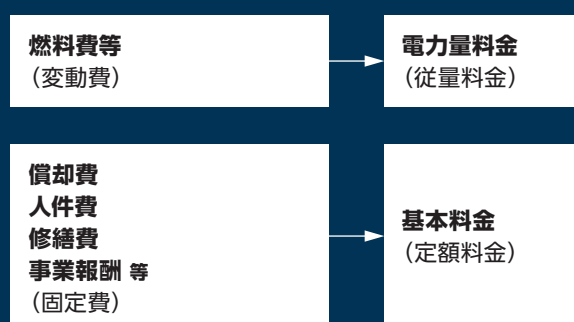 燃料費等
（変動費）
電力量料金
（従量料金）
償却費
人件費
修繕費
事業報酬 等
（固定費）
基本料金
（定額料金）